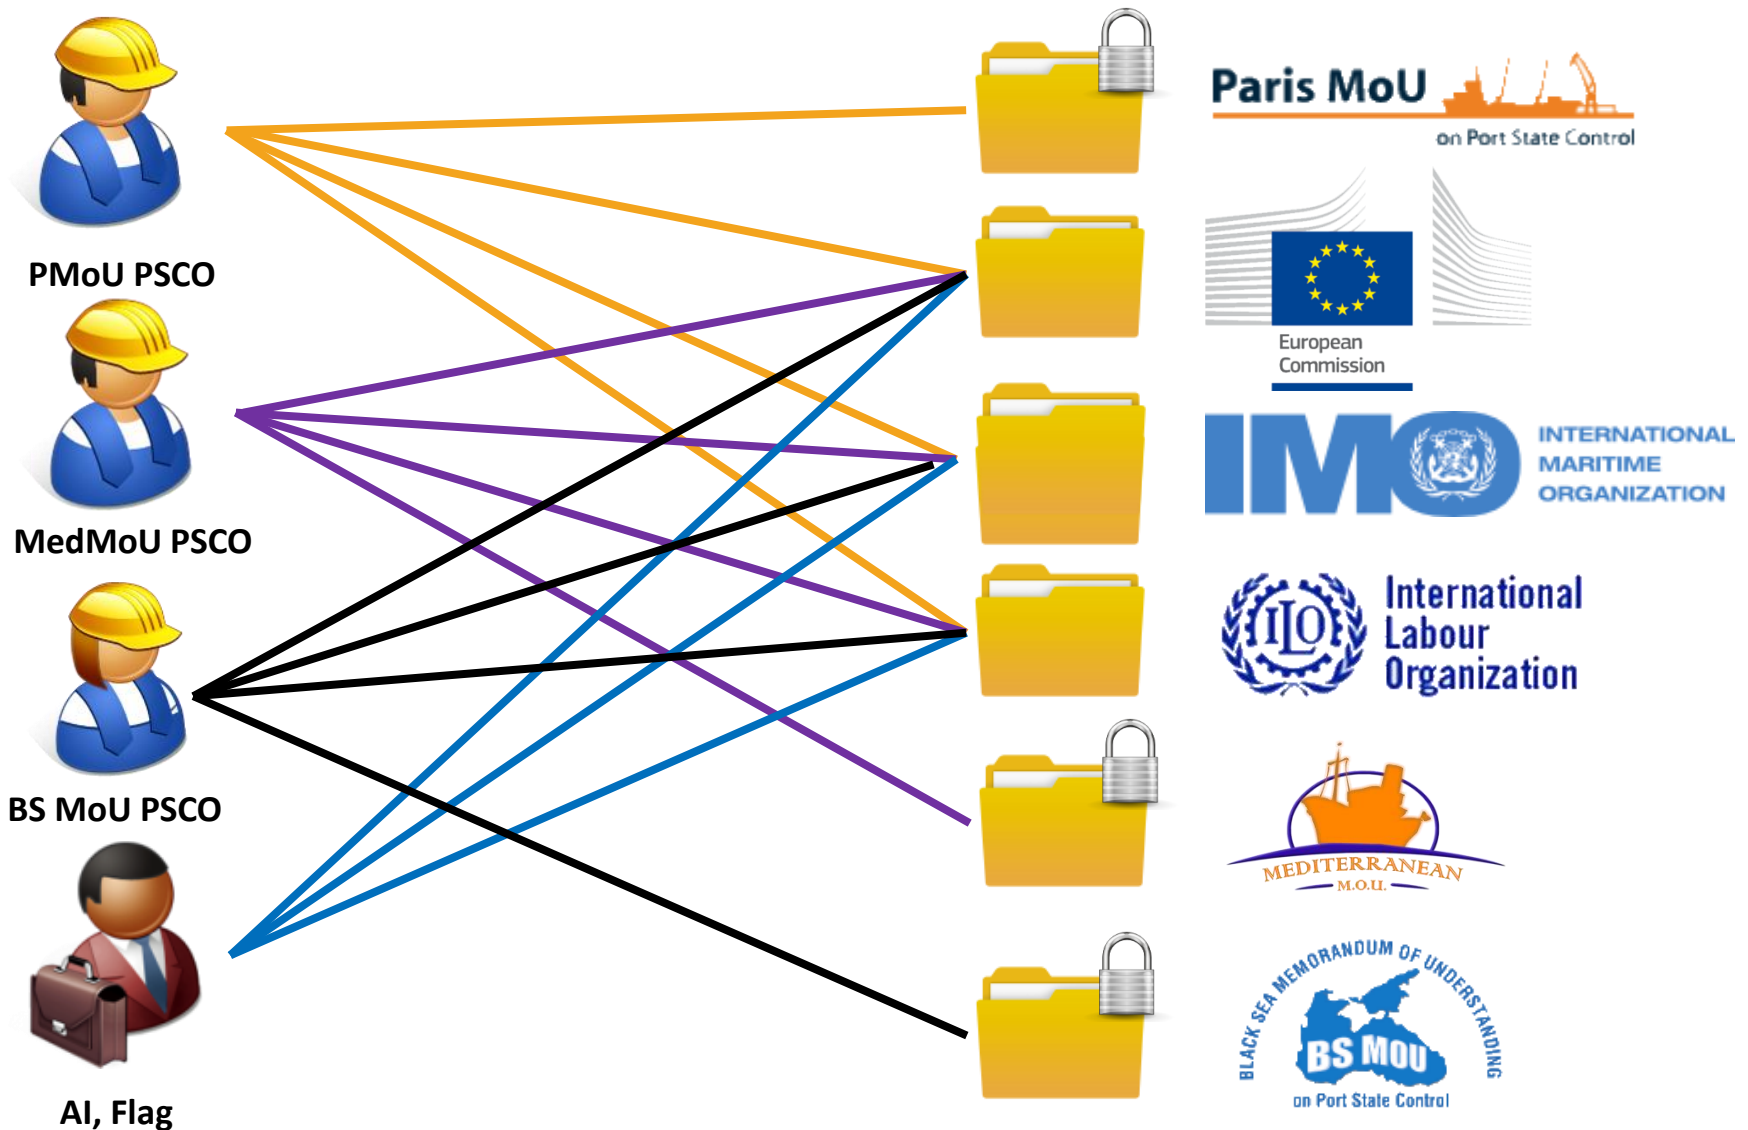 Paris MoU
on Port State Control
PMoU PSCO
European
Commission
IMO
INTERNATIONAL
MARITIME
ORGANIZATION
MedMoU PSCO
ILO
International
Labour
Organization
BS MoU PSCO
MEDITERRANEAN
M.O.U.
BLACK SEA MEMORANDUM OF UNDERSTANDING
BS MOU
on Port State Control
AI, Flag